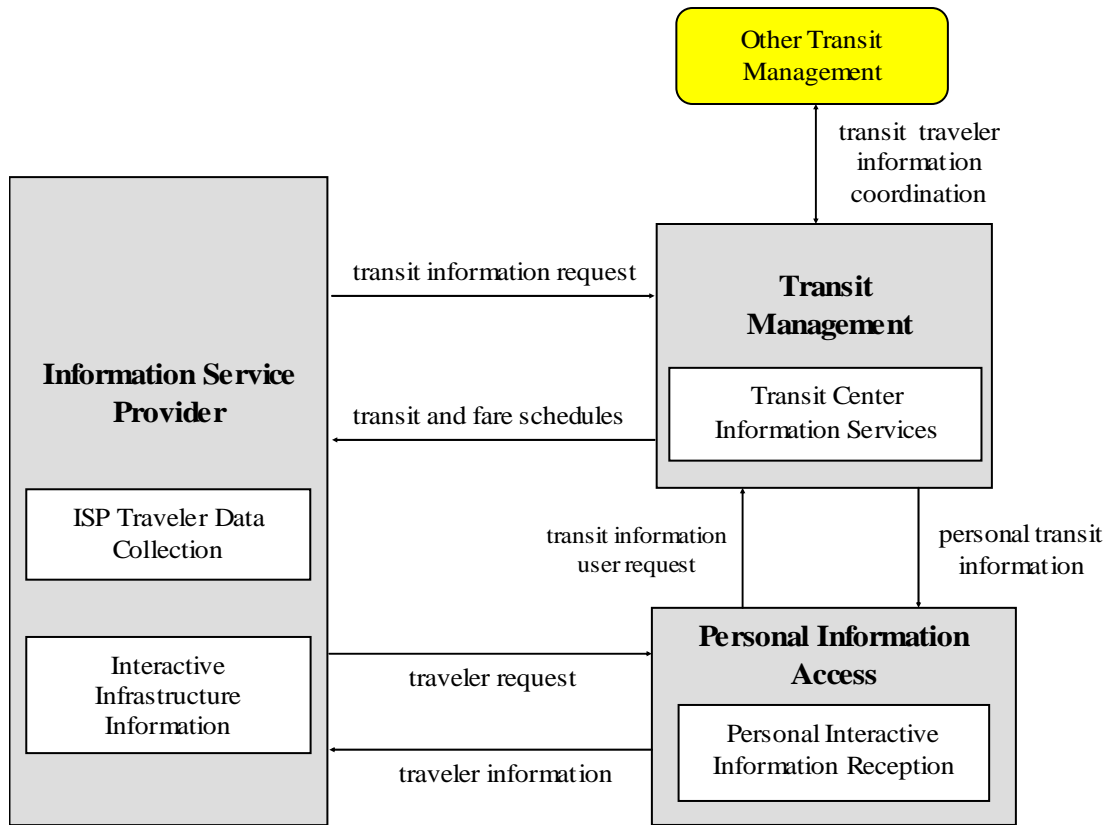 Other Transit
Management
transit traveler
information
coordination
transit information request
Transit
Management
Information Service
Provider
transit and fare schedules
Transit Center
Information Services
ISP Traveler Data
Collection
transit information
user request
personal transit
information
Personal Information
Access
Interactive
Infrastructure
Information
traveler request
Personal Interactive
Information Reception
traveler information